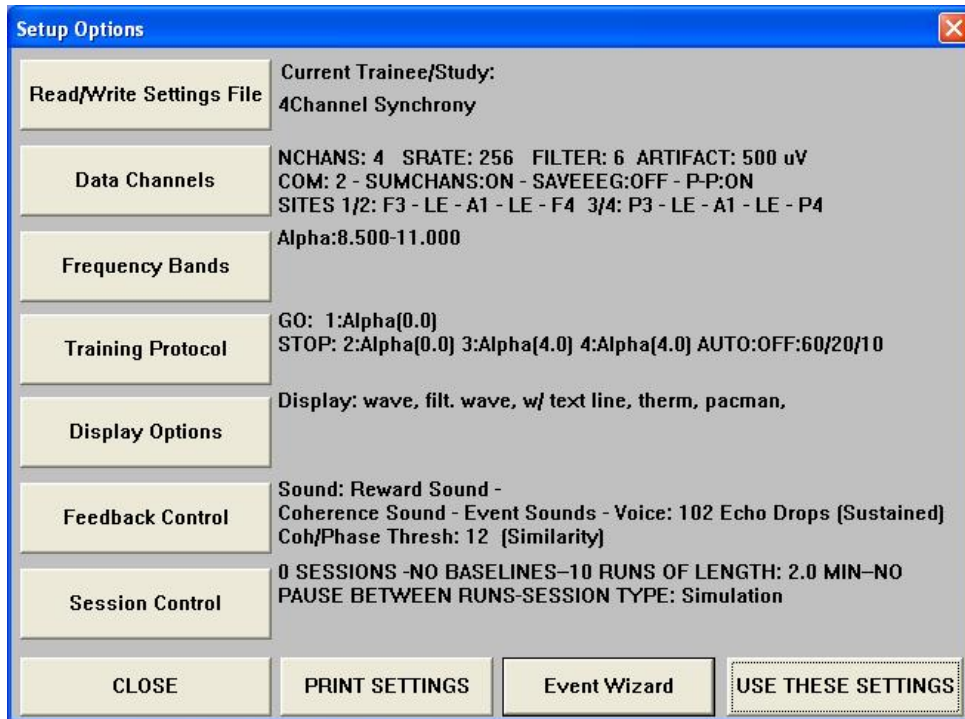 Setup Options
Read/Write Settings File
Current Trainee/Study:
4Channel Synchrony
Data Channels
NCHANS: 4 SRATE: 256 FILTER: 6 ARTIFACT: 500 uV
COM: 2 - SUMCHANS:ON - SAVEEEG:OFF - P-P:ON
SITES 1/2: F3 - LE - A1 - LE - F4 3/4: P3 - LE - A1 - LE - P4
Frequency Bands
Alpha:8.500-11.000
Training Protocol
GO: 1:Alpha(0.0)
STOP: 2:Alpha(0.0) 3:Alpha(4.0) 4:Alpha(4.0) AUTO:OFF:60/20/10
Display Options
Display: wave, filt. wave, w/ text line, therm, pacman,
Feedback Control
Sound: Reward Sound -
Coherence Sound - Event Sounds - Voice: 102 Echo Drops (Sustained)
Coh/Phase Thresh: 12 (Similarity)
Session Control
0 SESSIONS -NO BASELINES--10 RUNS OF LENGTH: 2.0 MIN--NO
PAUSE BETWEEN RUNS-SESSION TYPE: Simulation
CLOSE
PRINT SETTINGS
Event Wizard
USE THESE SETTINGS